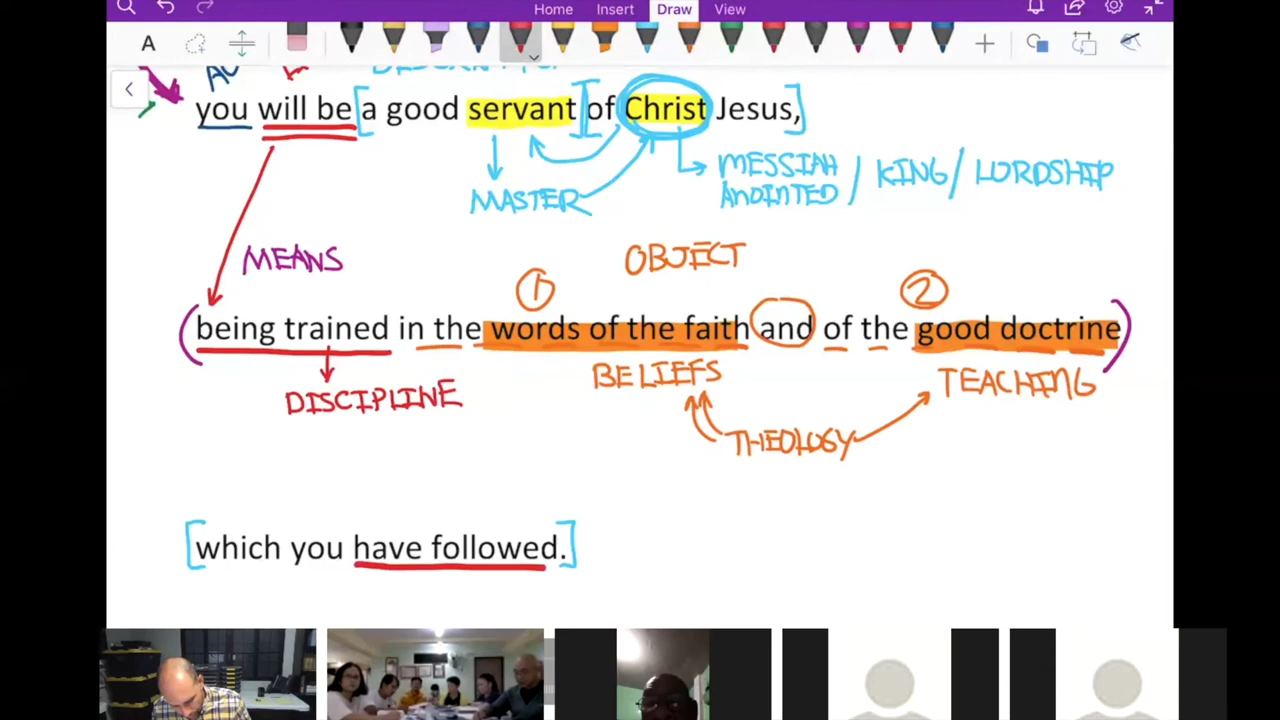 Home Insert Draw View
A
you will be a good servant of Christ Jesus,
MASTER
MESSIAH / KING / LORDSHIP
ANOINTED
MEANS
OBJECT
1 2
being trained in the words of the faith and of the good doctrine
DISCIPLINE
BELIEFS
TEACHING
THEOLOGY
which you have followed.